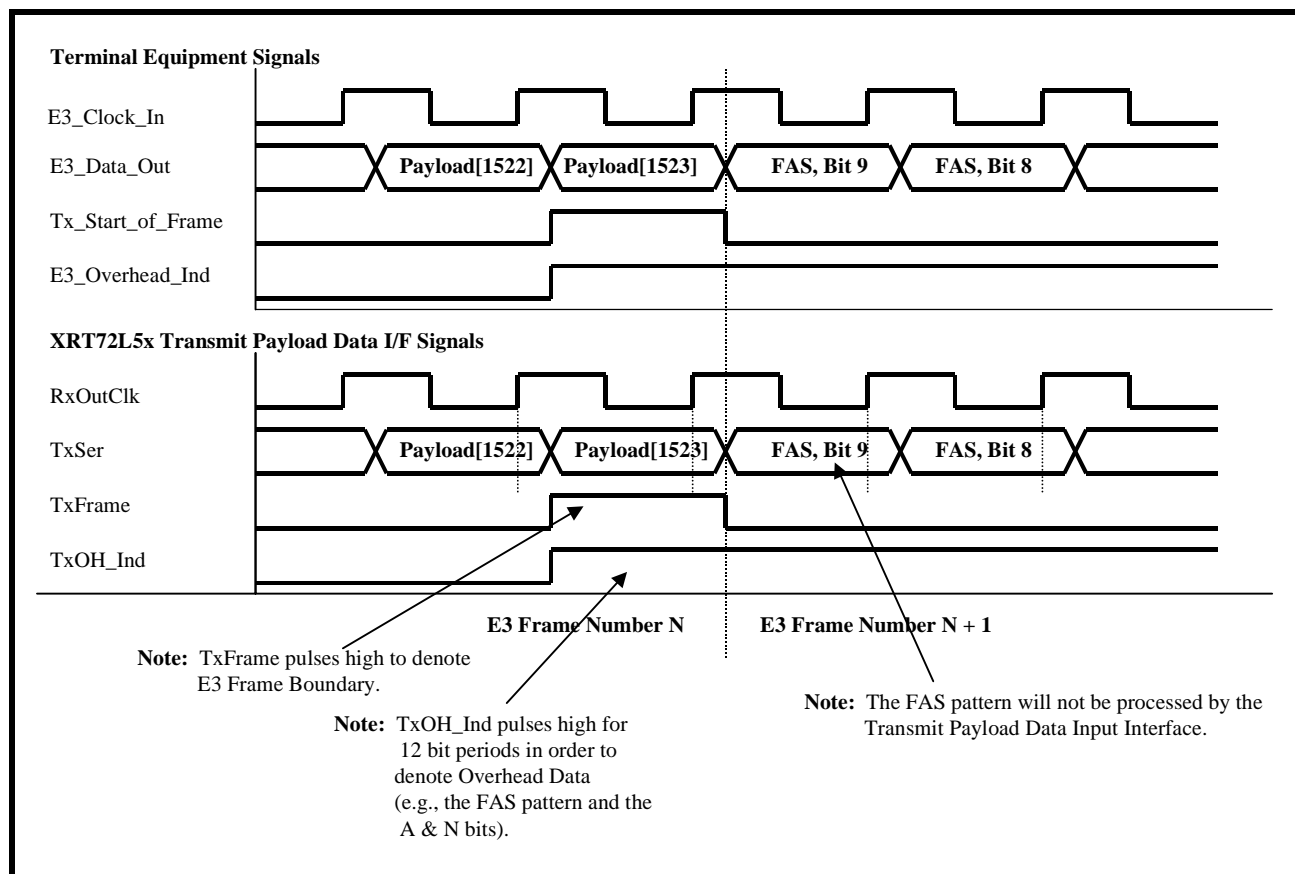 Terminal Equipment Signals
E3_Clock_In
E3_Data_Out
Payload[1522]
Payload[1523]
FAS, Bit 9
FAS, Bit 8
Tx_Start_of_Frame
E3_Overhead_Ind
XRT72L5x Transmit Payload Data I/F Signals
RxOutClk
TxSer
Payload[1522]
Payload[1523]
FAS, Bit 9
FAS, Bit 8
TxFrame
TxOH_Ind
E3 Frame Number N
E3 Frame Number N + 1
Note: TxFrame pulses high to denote
E3 Frame Boundary.
Note: TxOH_Ind pulses high for
12 bit periods in order to
denote Overhead Data
(e.g., the FAS pattern and the
A & N bits).
Note: The FAS pattern will not be processed by the
Transmit Payload Data Input Interface.